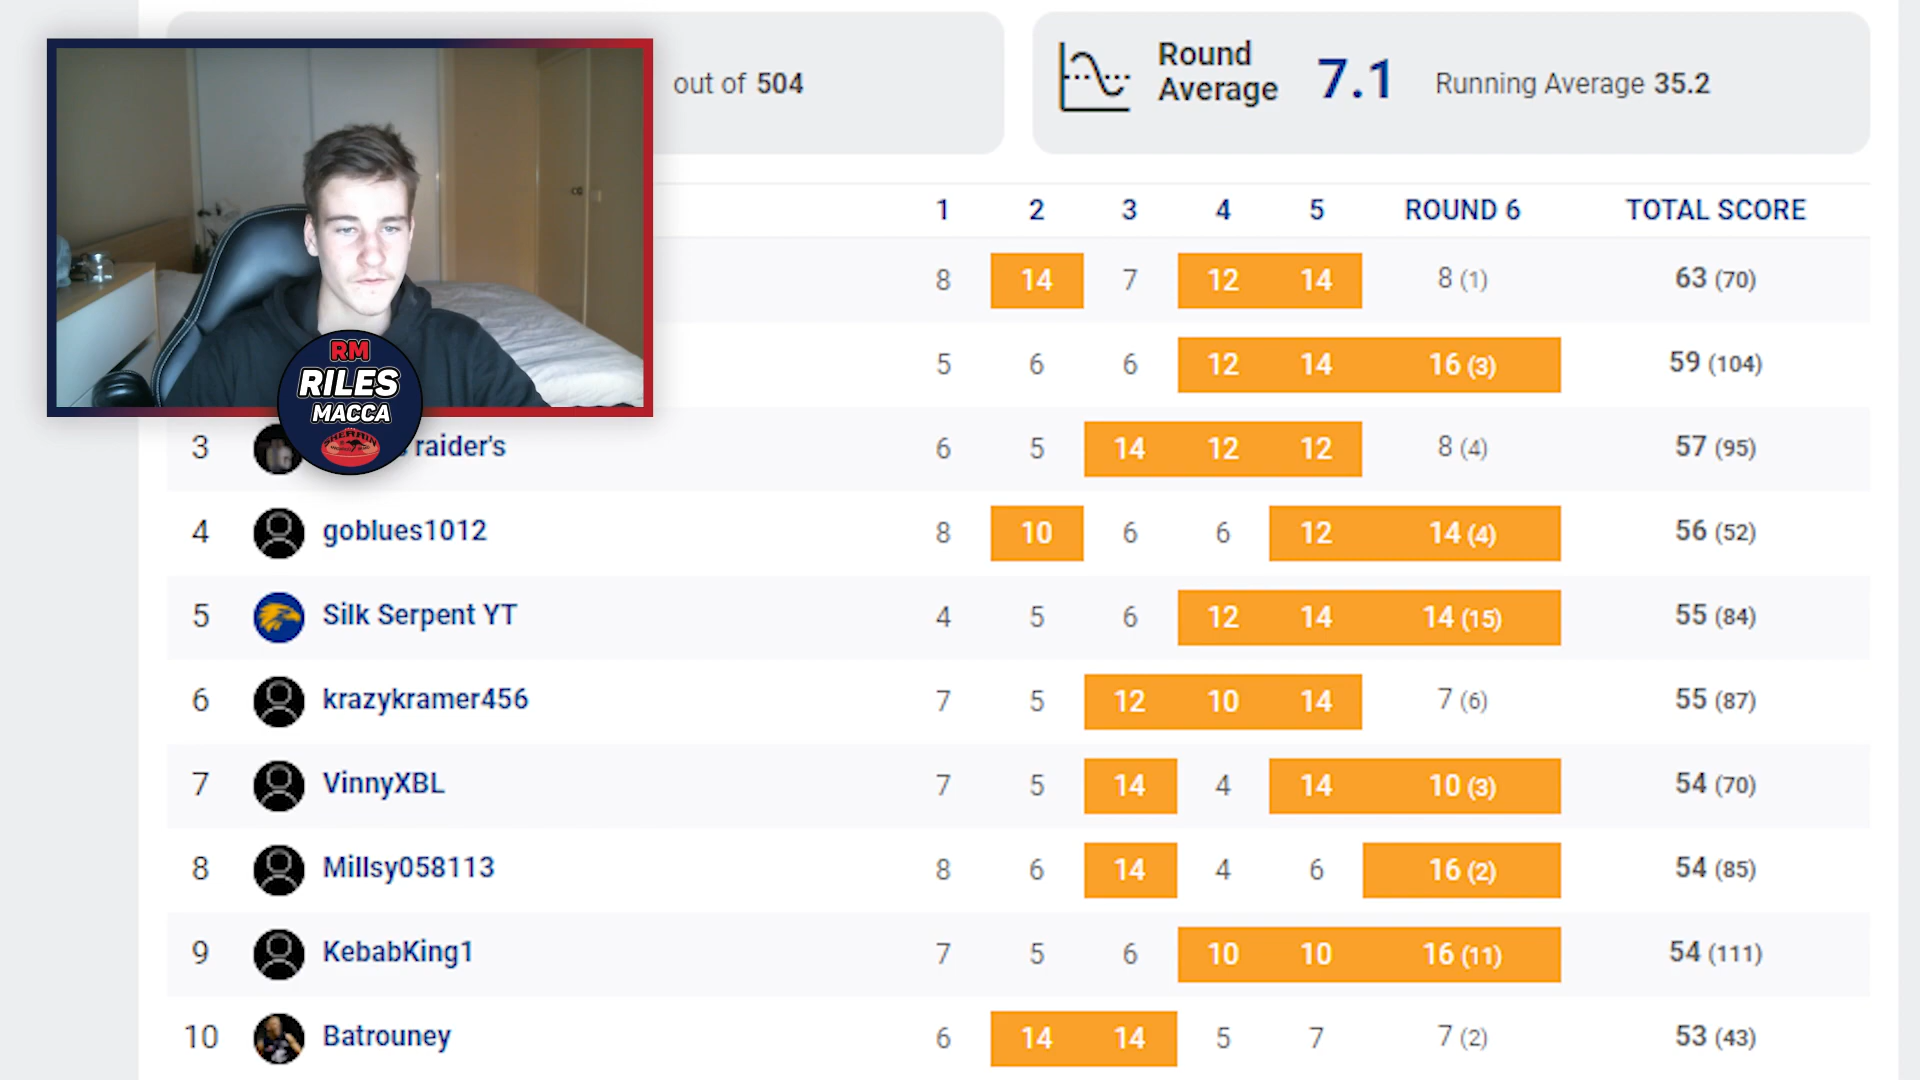 out of 504
Round
Average
7.1
Running Average 35.2
1 2 3 4 5 ROUND 6 TOTAL SCORE
8 14 7 12 14 8 (1) 63 (70)
5 6 6 12 14 16 (3) 59 (104)
RM
RILES
MACCA
SHERRIN
3 raider's 6 5 14 12 12 8 (4) 57 (95)
4 goblues1012 8 10 6 6 12 14 (4) 56 (52)
5 Silk Serpent YT 4 5 6 12 14 14 (15) 55 (84)
6 krazykramer456 7 5 12 10 14 7 (6) 55 (87)
7 VinnyXBL 7 5 14 4 14 10 (3) 54 (70)
8 Millsy058113 8 6 14 4 6 16 (2) 54 (85)
9 KebabKing1 7 5 6 10 10 16 (11) 54 (111)
10 Batrouney 6 14 14 5 7 7 (2) 53 (43)